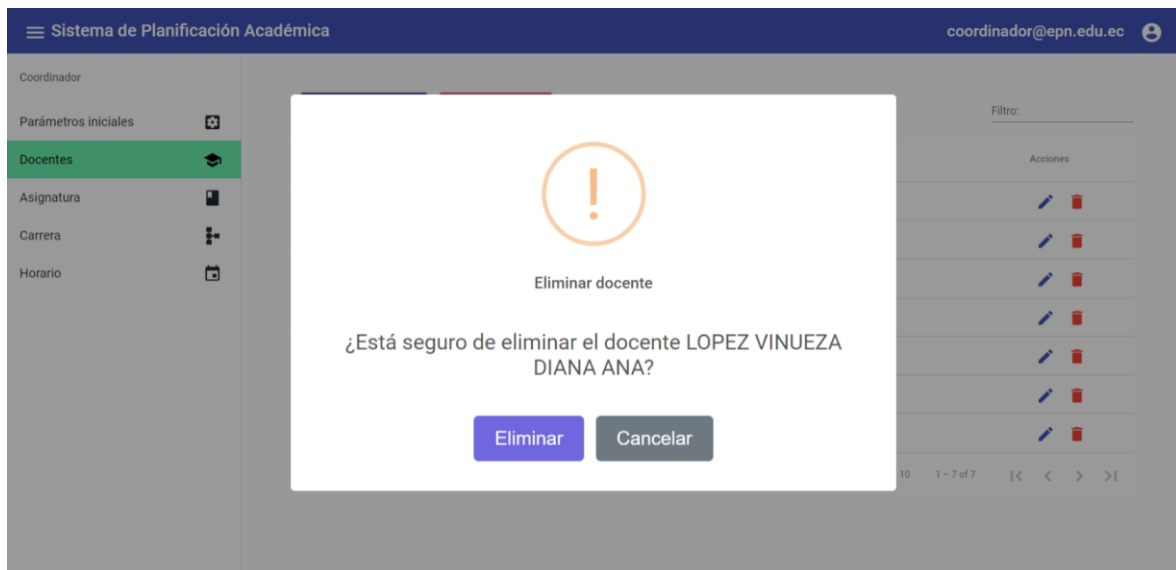 Sistema de Planificación Académica
coordinador@epn.edu.ec
Coordinador
Parámetros iniciales
Docentes
Asignatura
Carrera
Horario
Filtro:
Acciones
!
Eliminar docente
¿Está seguro de eliminar el docente LOPEZ VINUEZA
DIANA ANA?
Eliminar
Cancelar
10
1 – 7 of 7